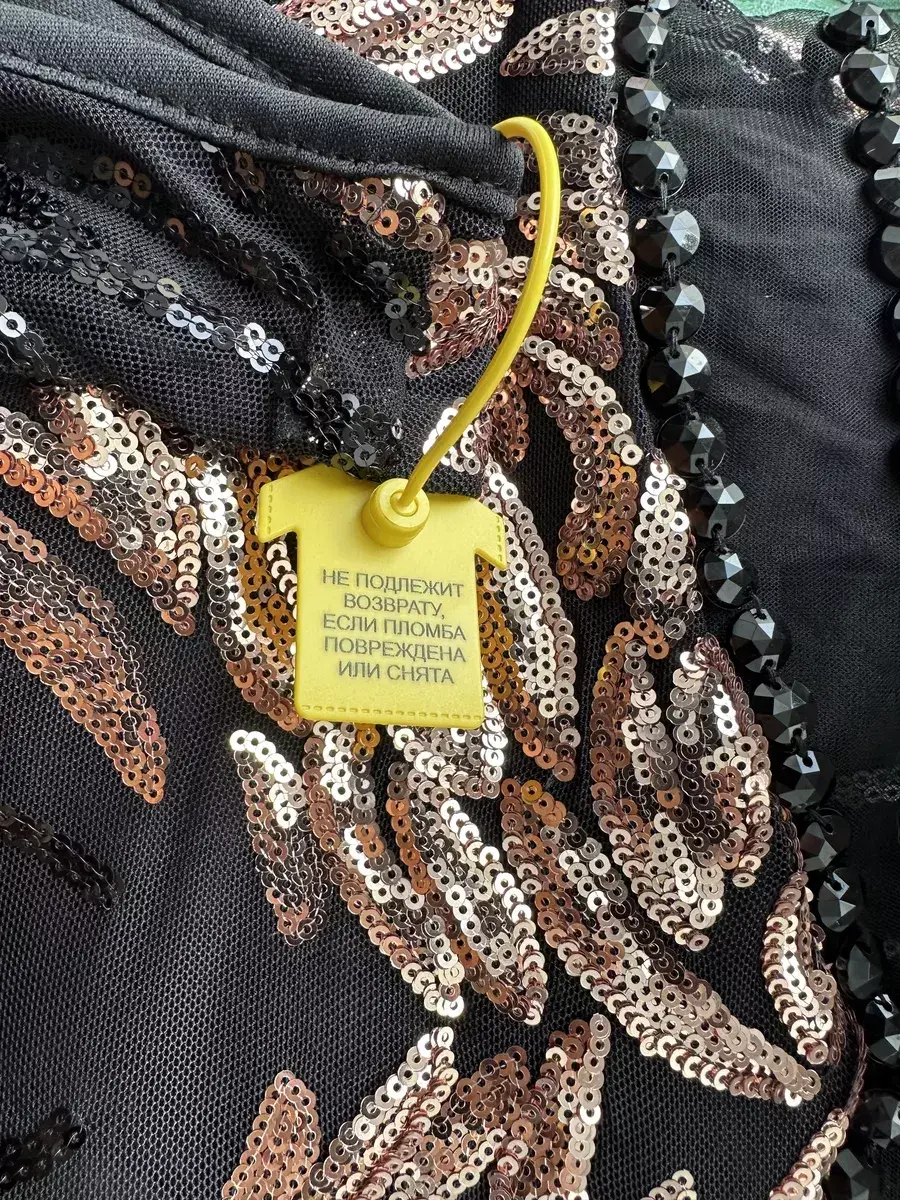 НЕ ПОДЛЕЖИТ
ВОЗВРАТУ,
ЕСЛИ ПЛОМБА
ПОВРЕЖДЕНА
ИЛИ СНЯТА